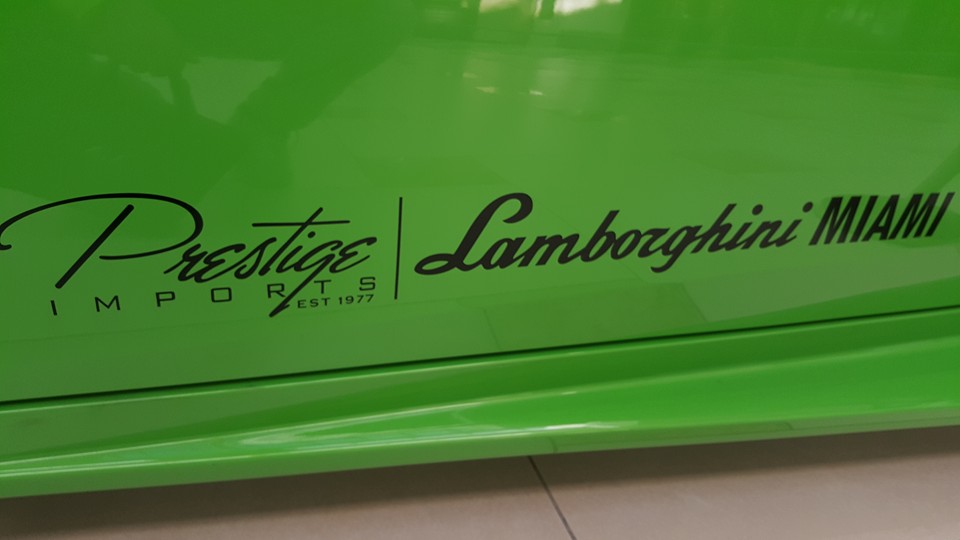 Prestige
IMPORTS
EST 1977
Lamborghini MIAMI